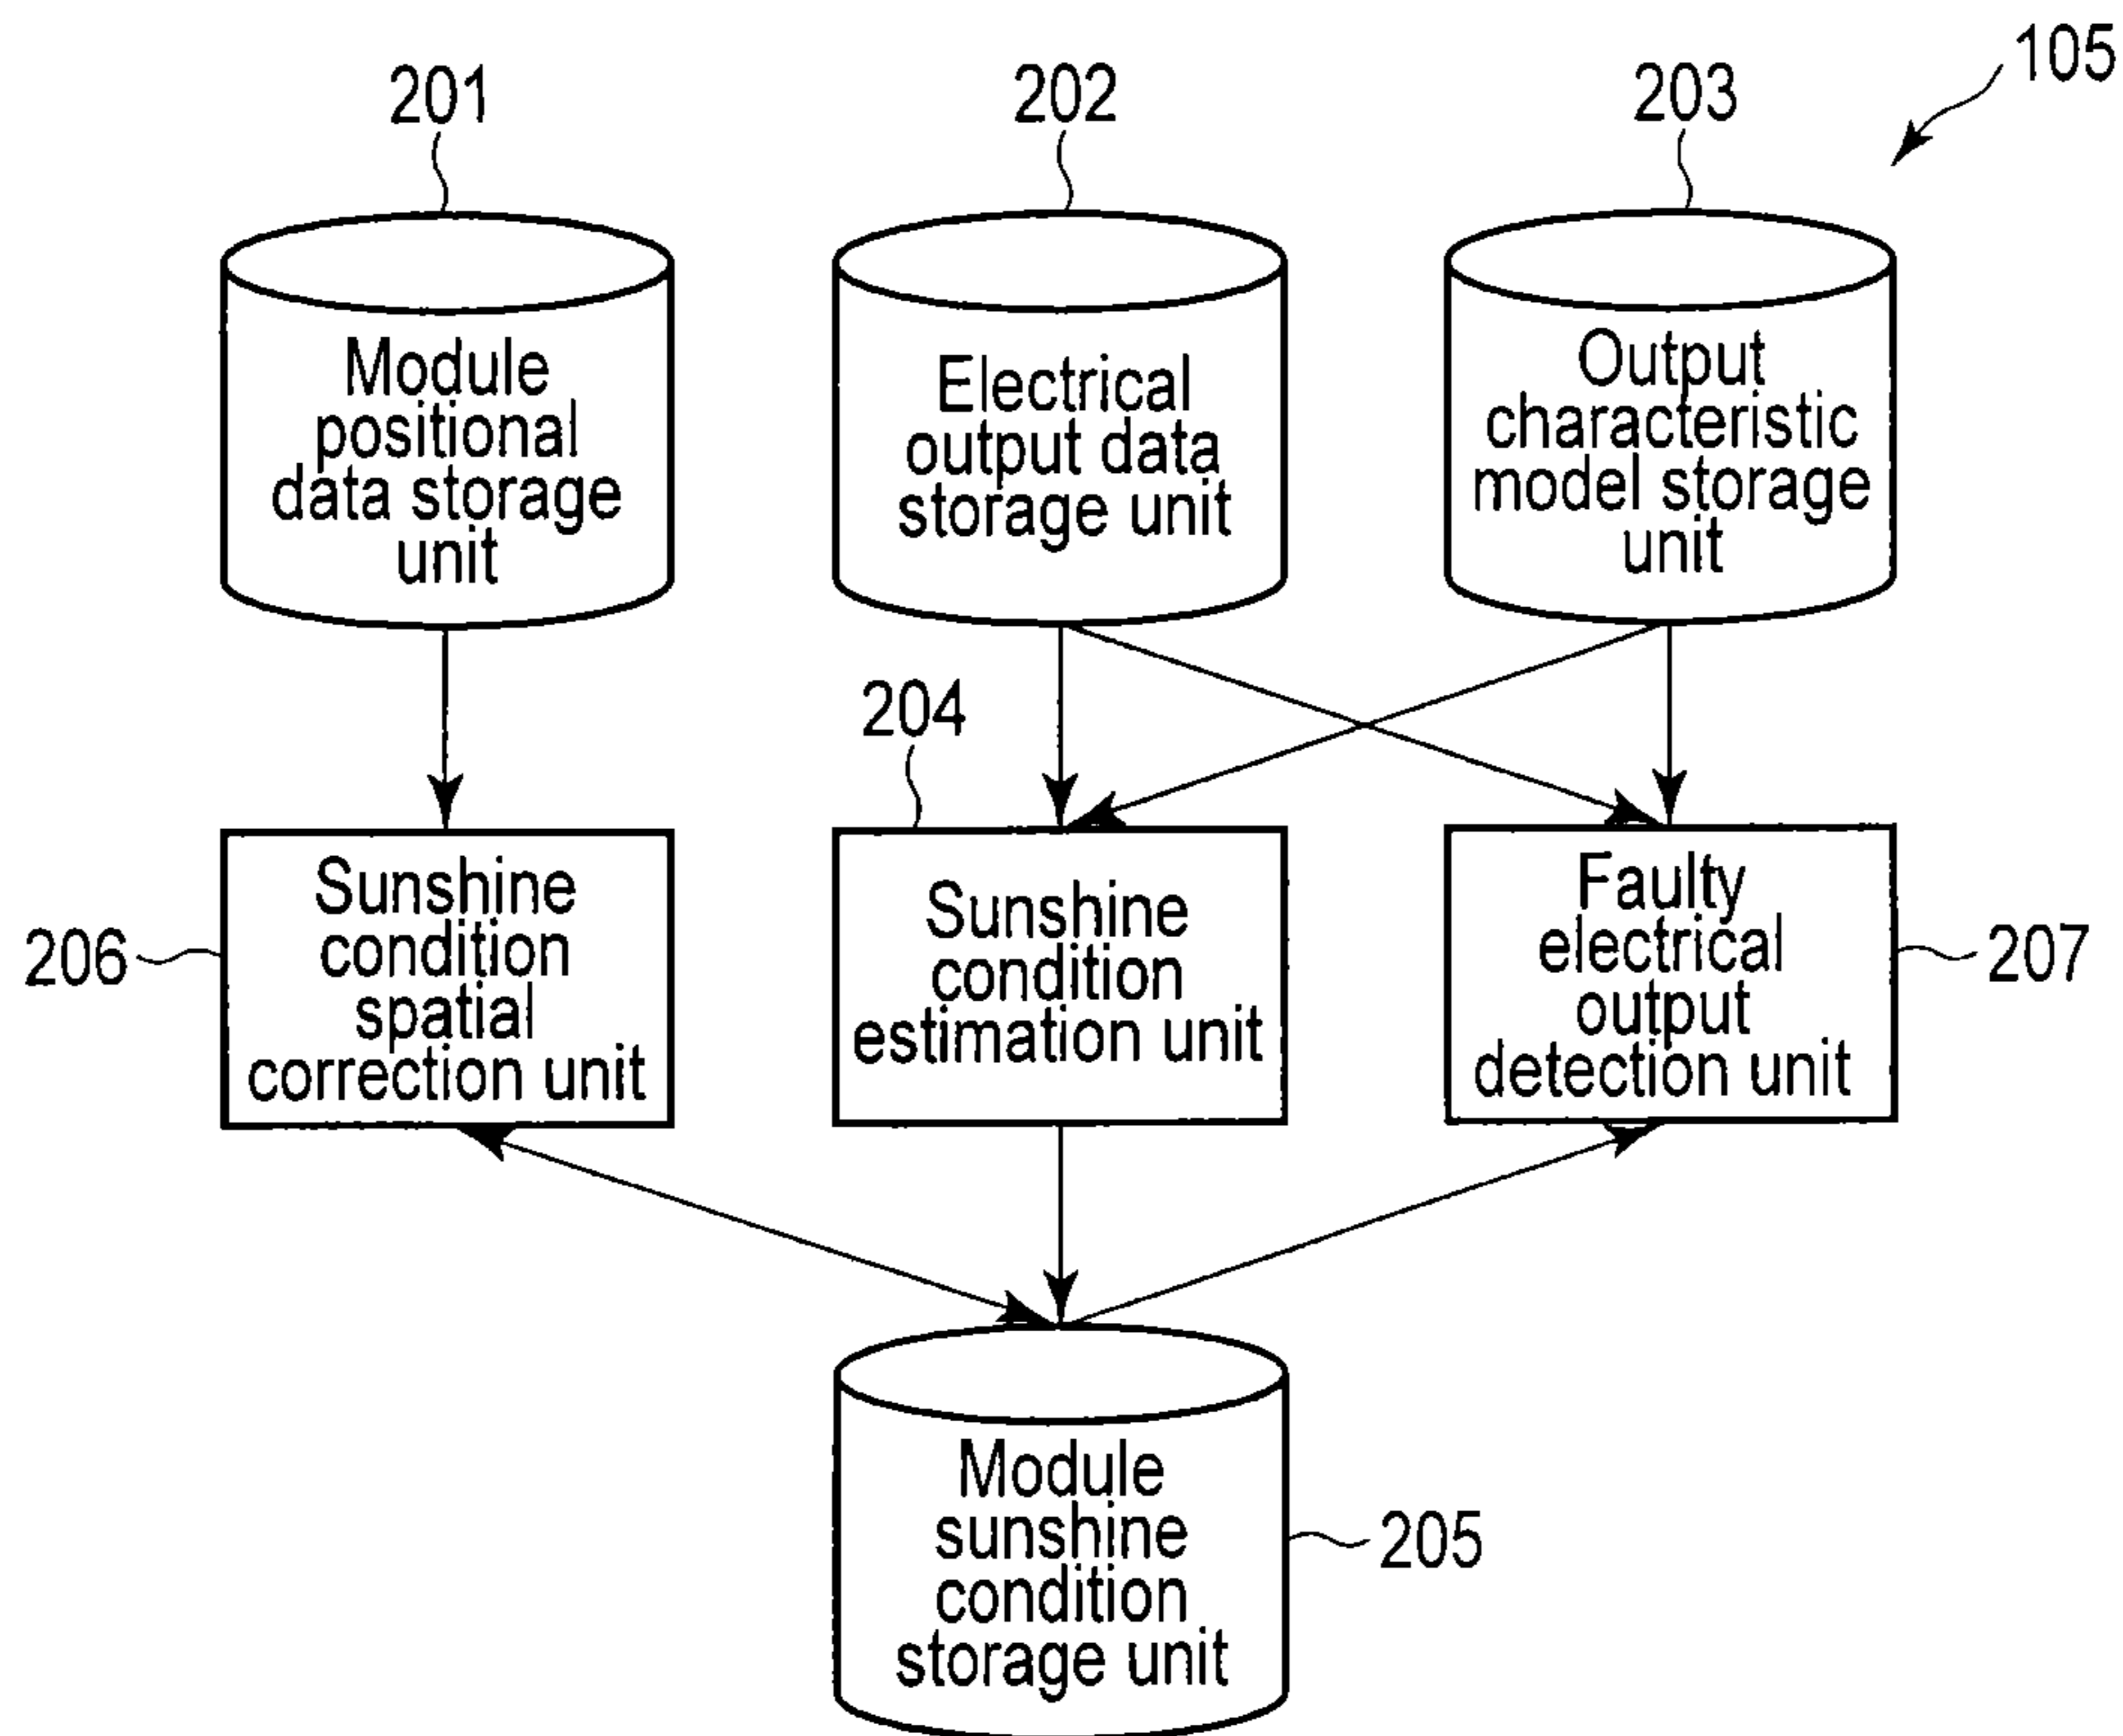 105
201
202
203
Module
positional
data storage
unit
Electrical
output data
storage unit
Output
characteristic
model storage
unit
204
206
Sunshine
condition
spatial
correction unit
Sunshine
condition
estimation unit
Faulty
electrical
output
detection unit
207
Module
sunshine
condition
storage unit
205